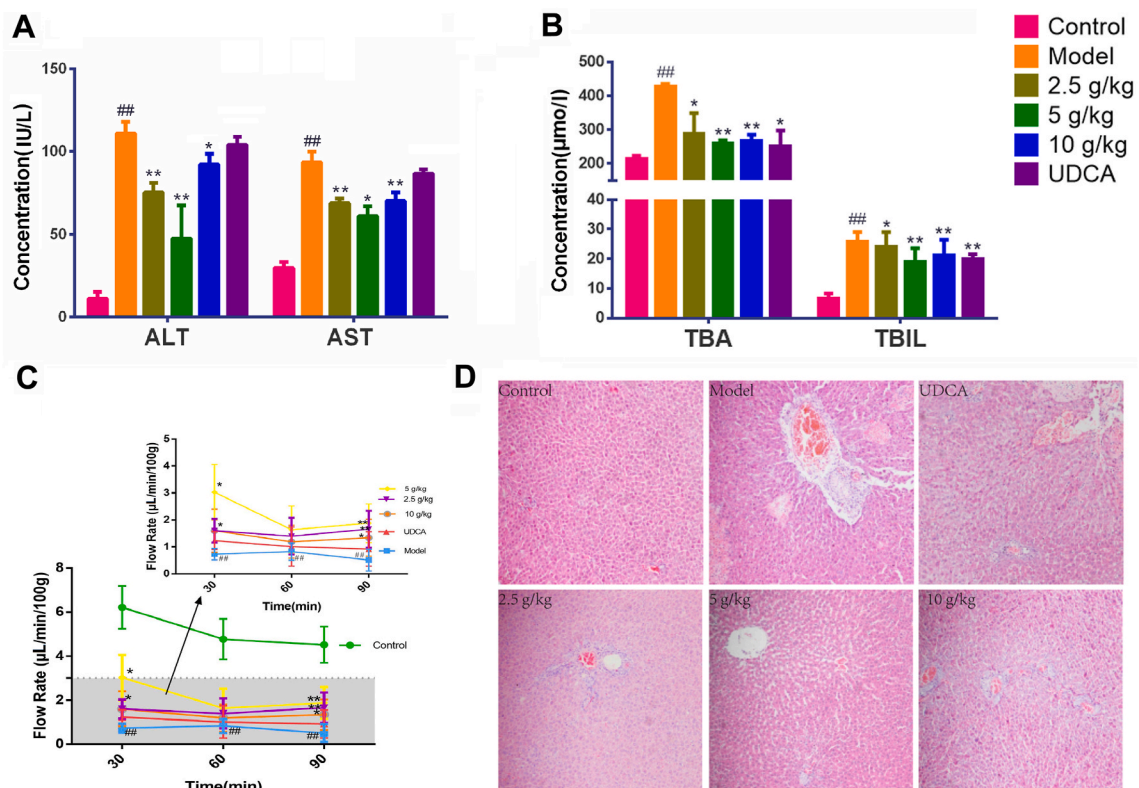 A
Concentration( IU/L)
150
100
50
0
##
**
**
*
##
**
*
**
ALT
AST
B
Concentration(µmo/l)
500
400
300
200
40
30
20
10
0
##
*
**
**
*
##
*
**
**
**
TBA
TBIL
Control
Model
2.5 g/kg
5 g/kg
10 g/kg
UDCA
C
Flow Rate (µL/min/100g)
5
4
3
2
1
0
*
*
##
##
**
**
*
##
30
60
90
Time(min)
5 g/kg
2.5 g/kg
10 g/kg
UDCA
Model
Flow Rate (µL/min/100g)
8
6
4
2
0
*
*
##
##
**
**
*
##
Control
30
60
90
Time(min)
D
Control
Model
UDCA
2.5 g/kg
5 g/kg
10 g/kg